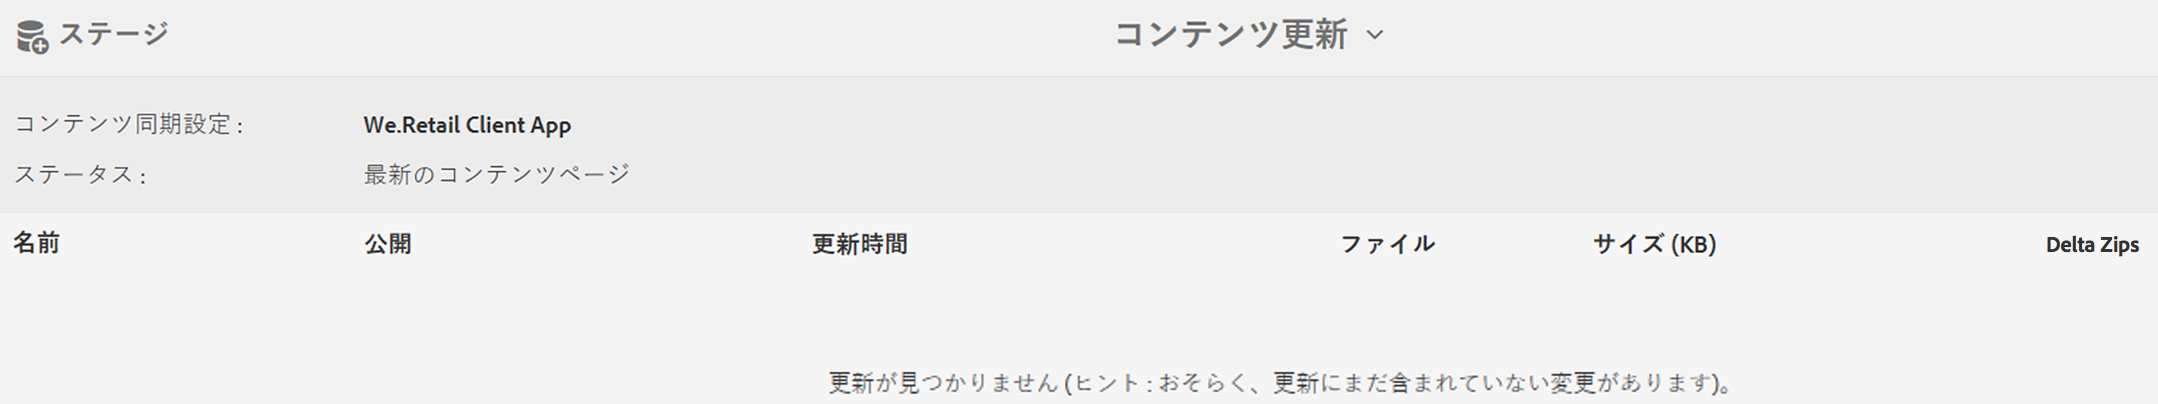 ステージ コンテンツ更新
コンテンツ同期設定 : We.Retail Client App
ステータス : 最新のコンテンツページ
名前 公開 更新時間 ファイル サイズ (KB) Delta Zips
更新が見つかりません (ヒント : おそらく、更新にまだ含まれていない変更があります)。